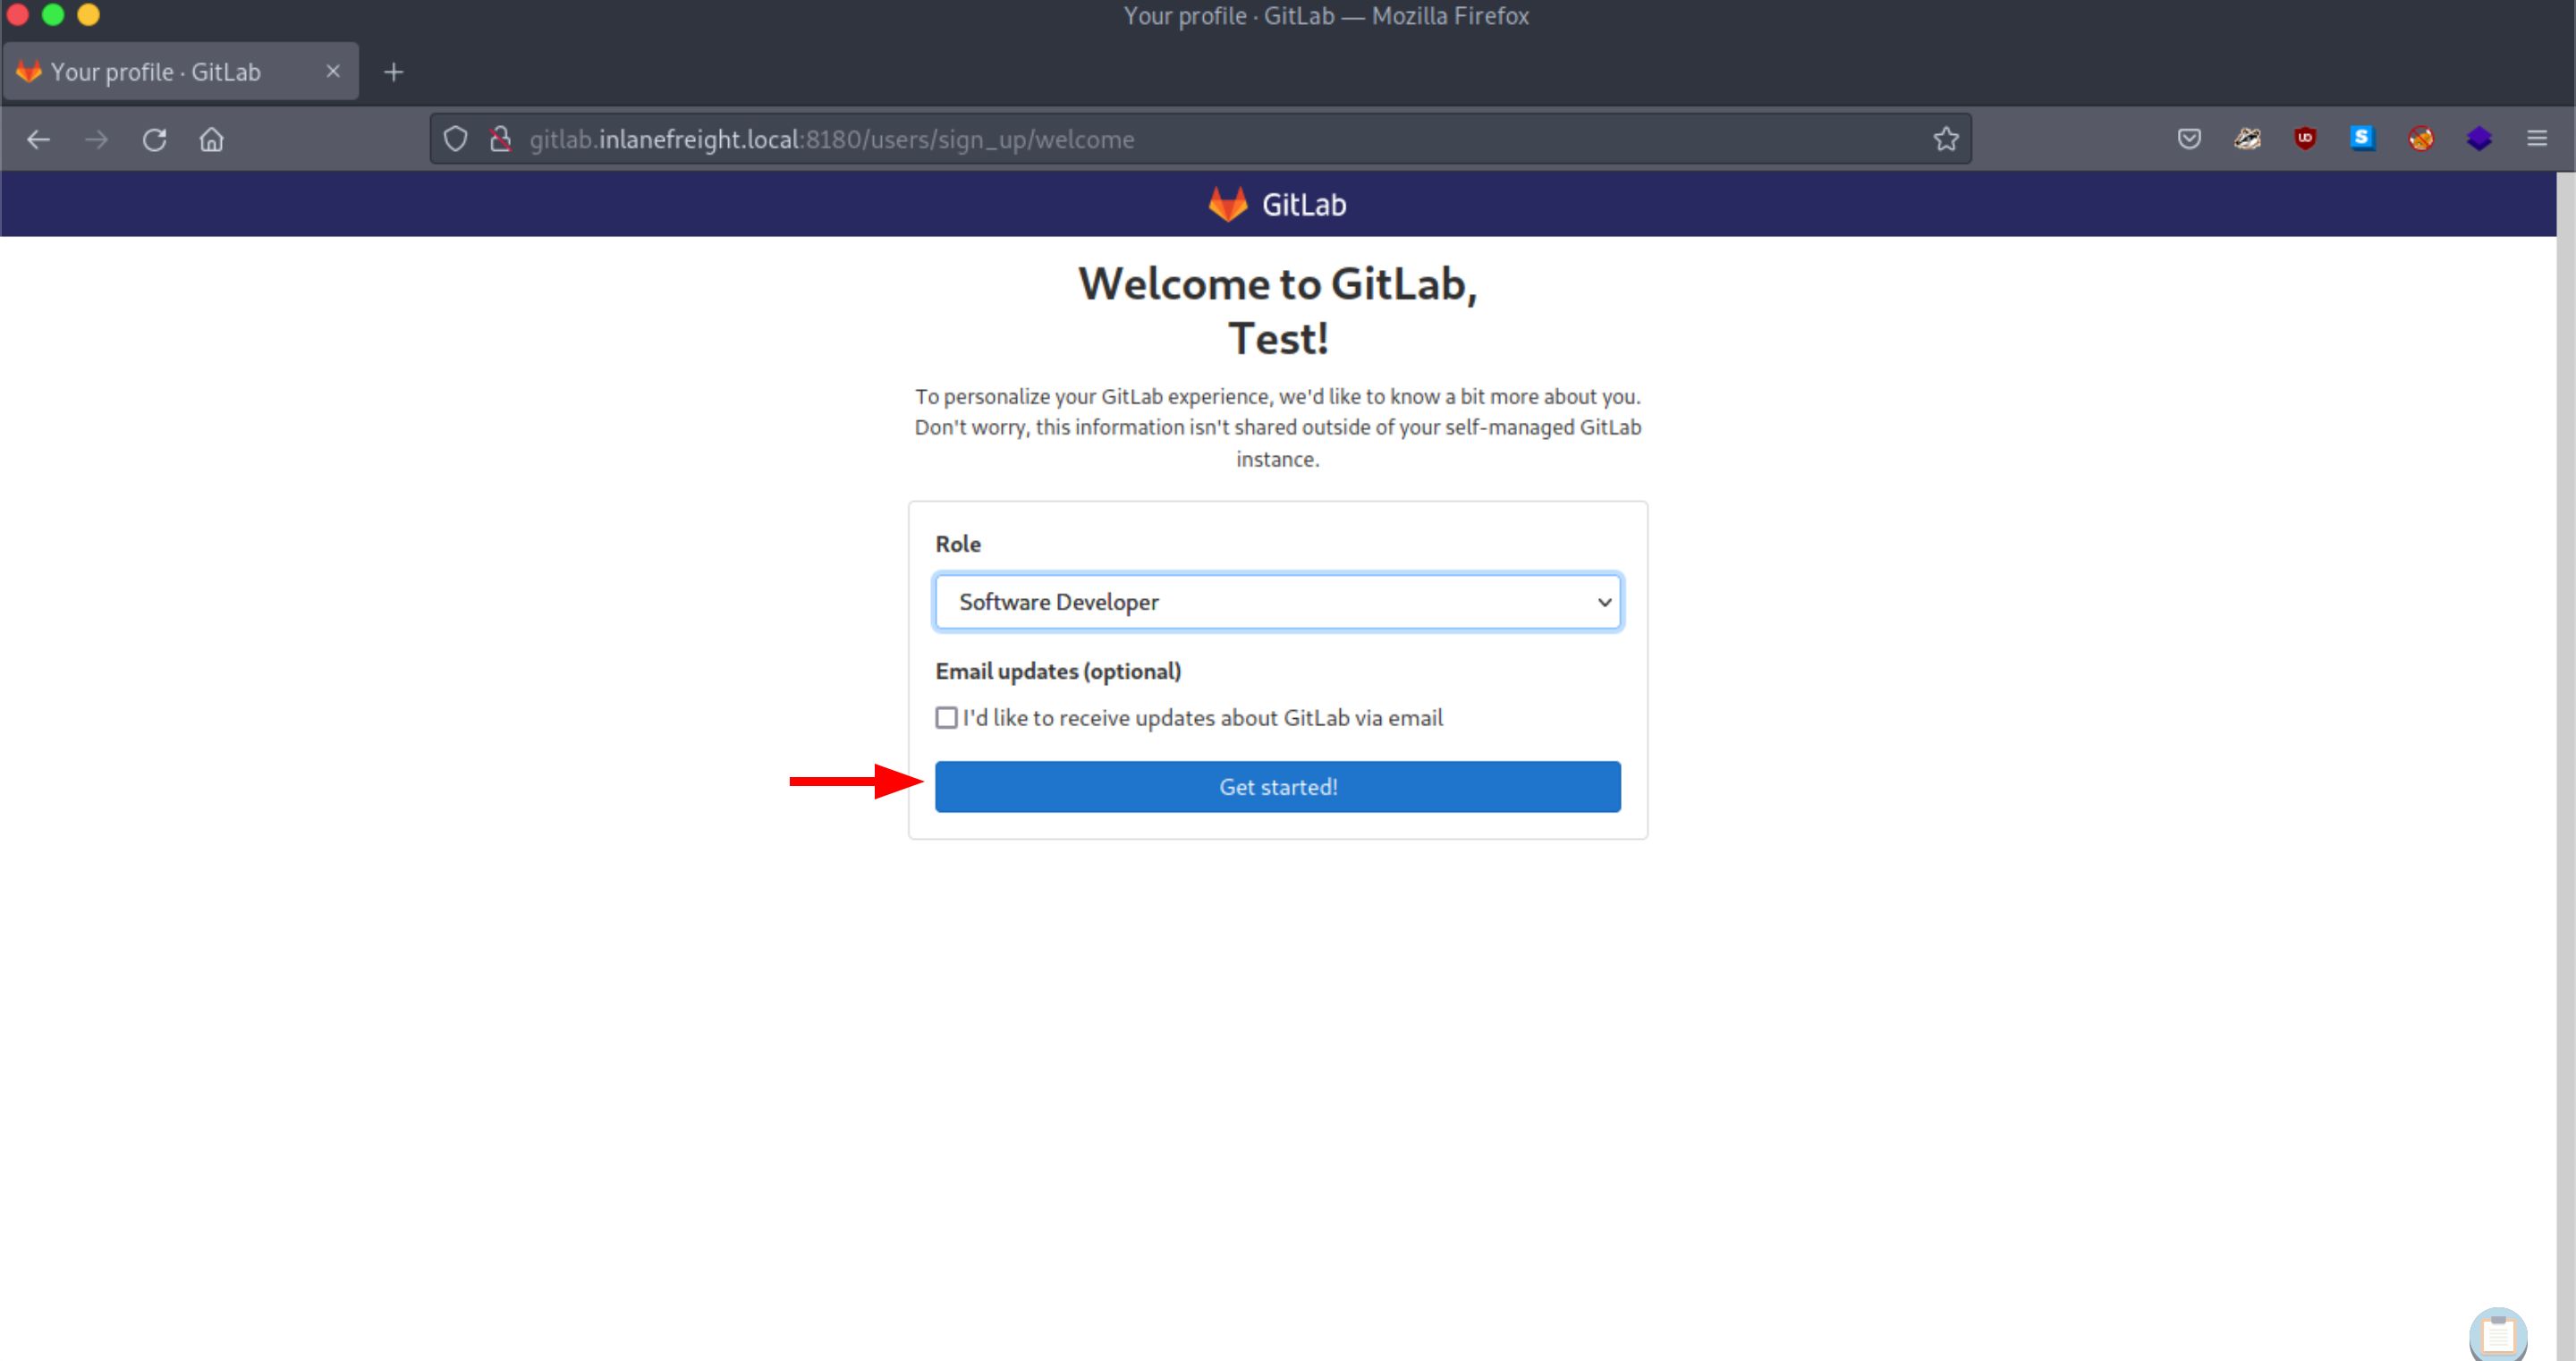 Your profile · GitLab — Mozilla Firefox
Your profile · GitLab
gitlab.inlanefreight.local:8180/users/sign_up/welcome
GitLab
Welcome to GitLab,
Test!
To personalize your GitLab experience, we'd like to know a bit more about you.
Don't worry, this information isn't shared outside of your self-managed GitLab
instance.
Role
Software Developer
Email updates (optional)
I'd like to receive updates about GitLab via email
Get started!